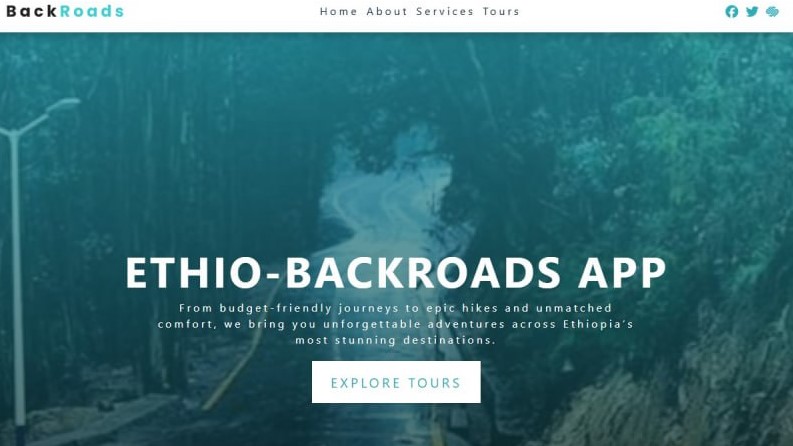 BackRoads
Home About Services Tours
ETHIO-BACKROADS APP
From budget-friendly journeys to epic hikes and unmatched
comfort, we bring you unforgettable adventures across Ethiopia's
most stunning destinations.
EXPLORE TOURS